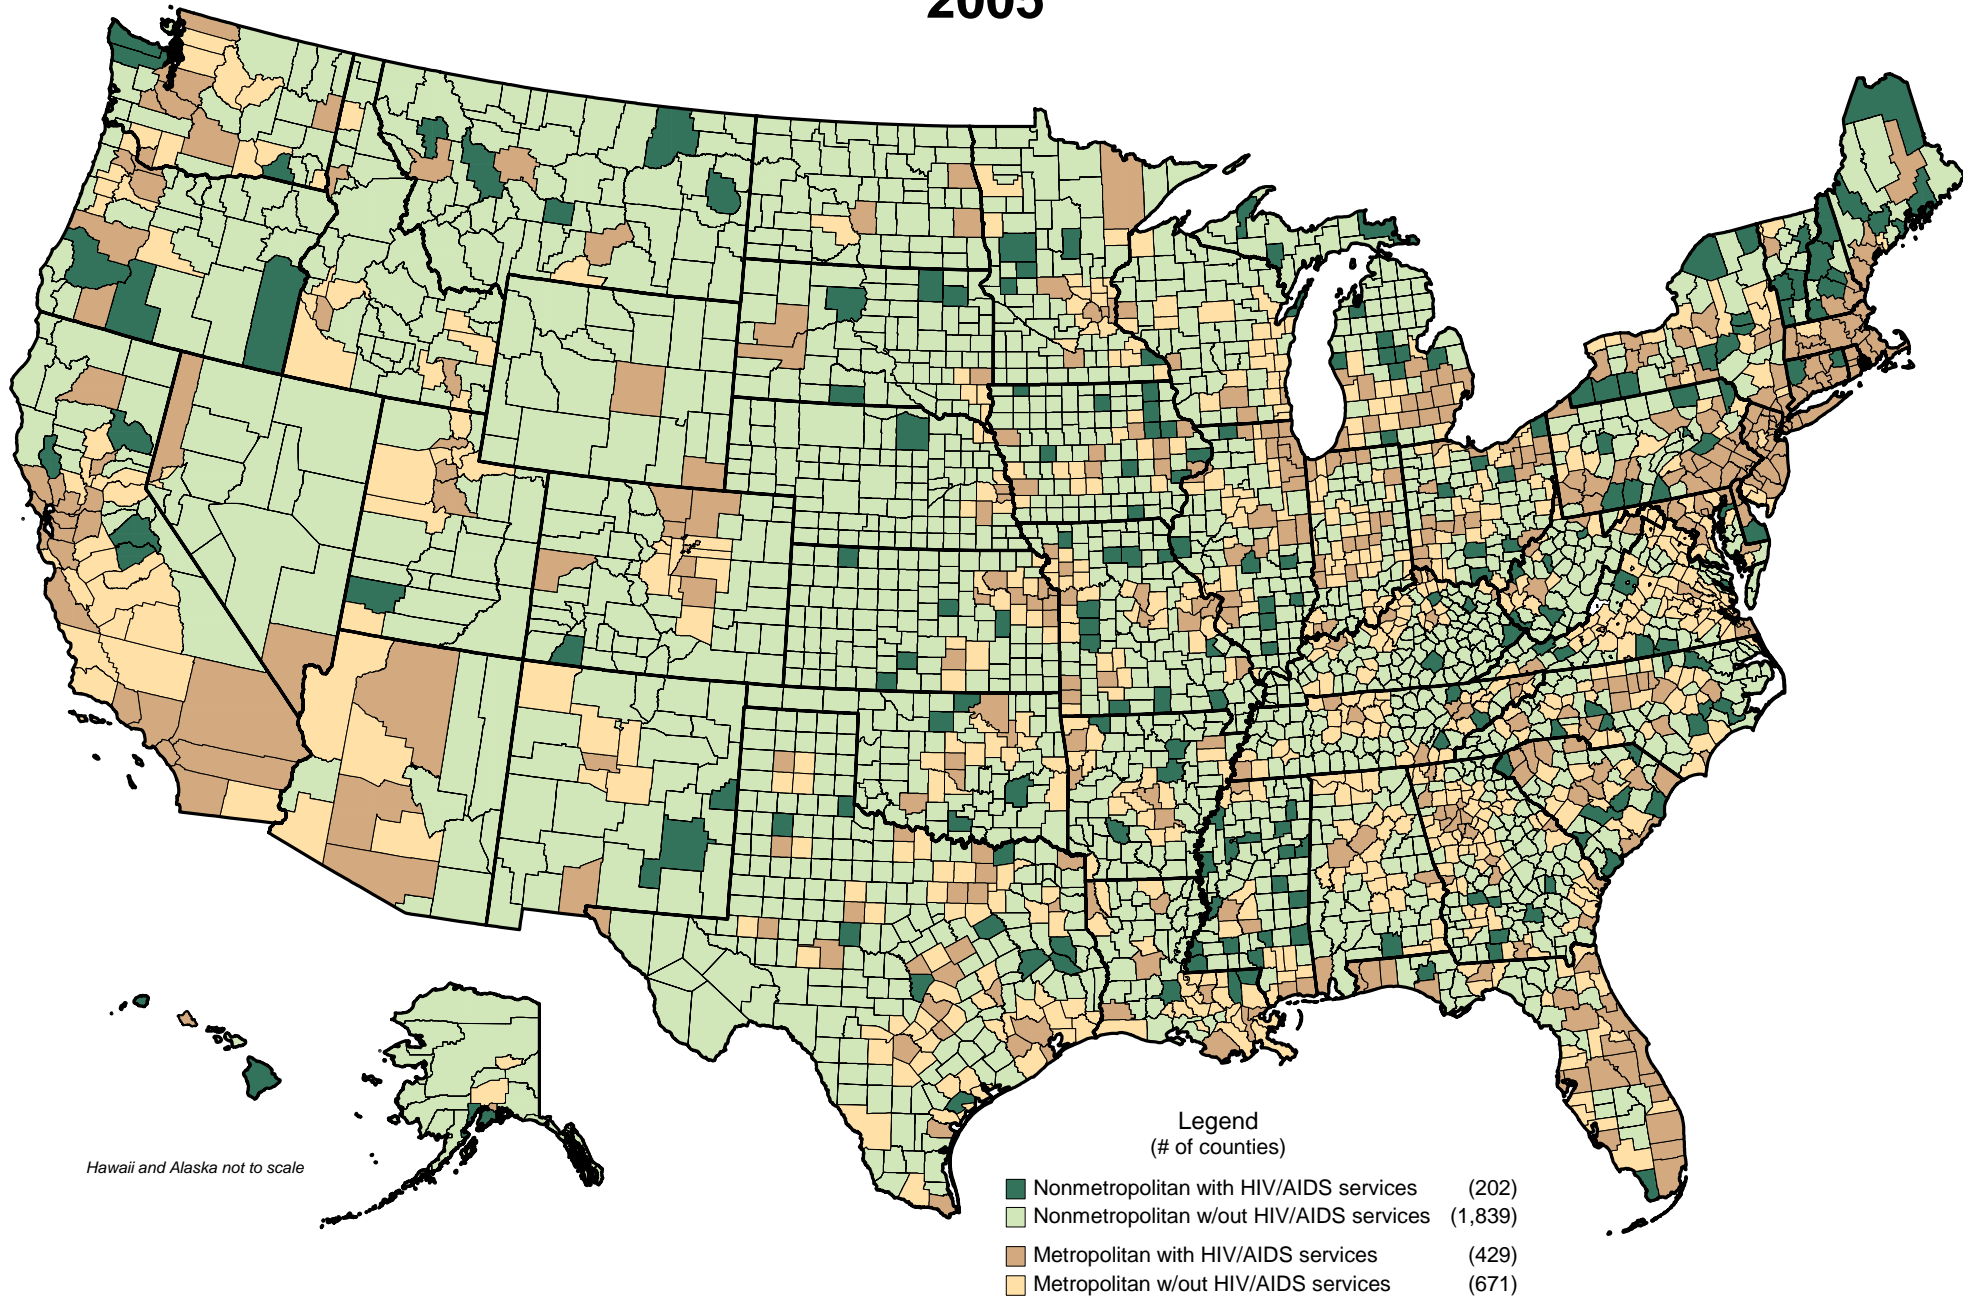 2005
Hawaii and Alaska not to scale
Legend
(# of counties)
Nonmetropolitan with HIV/AIDS services (202)
Nonmetropolitan w/out HIV/AIDS services (1,839)
Metropolitan with HIV/AIDS services (429)
Metropolitan w/out HIV/AIDS services (671)